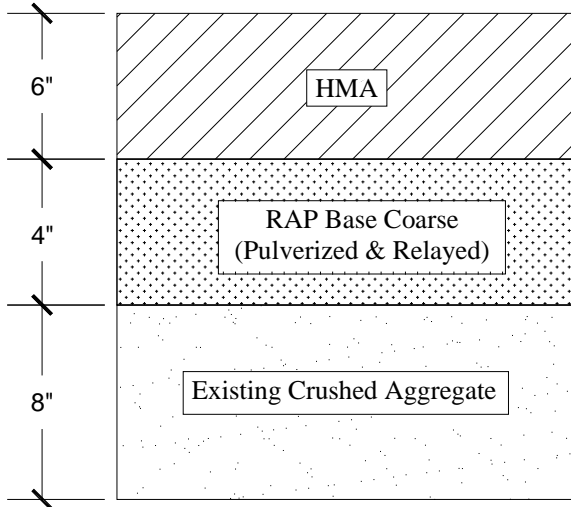 6"
HMA
4"
RAP Base Coarse
(Pulverized & Relayed)
8"
Existing Crushed Aggregate